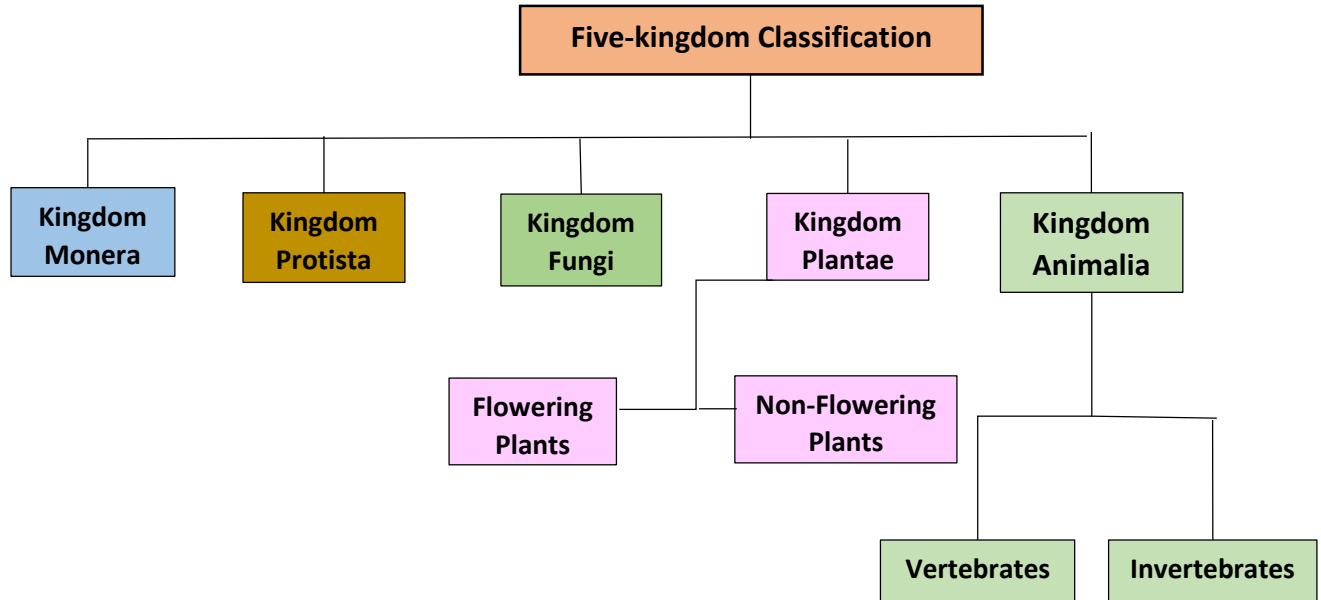 Five-kingdom Classification
Kingdom
Monera
Kingdom
Protista
Kingdom
Fungi
Kingdom
Plantae
Kingdom
Animalia
Flowering
Plants
Non-Flowering
Plants
Vertebrates
Invertebrates